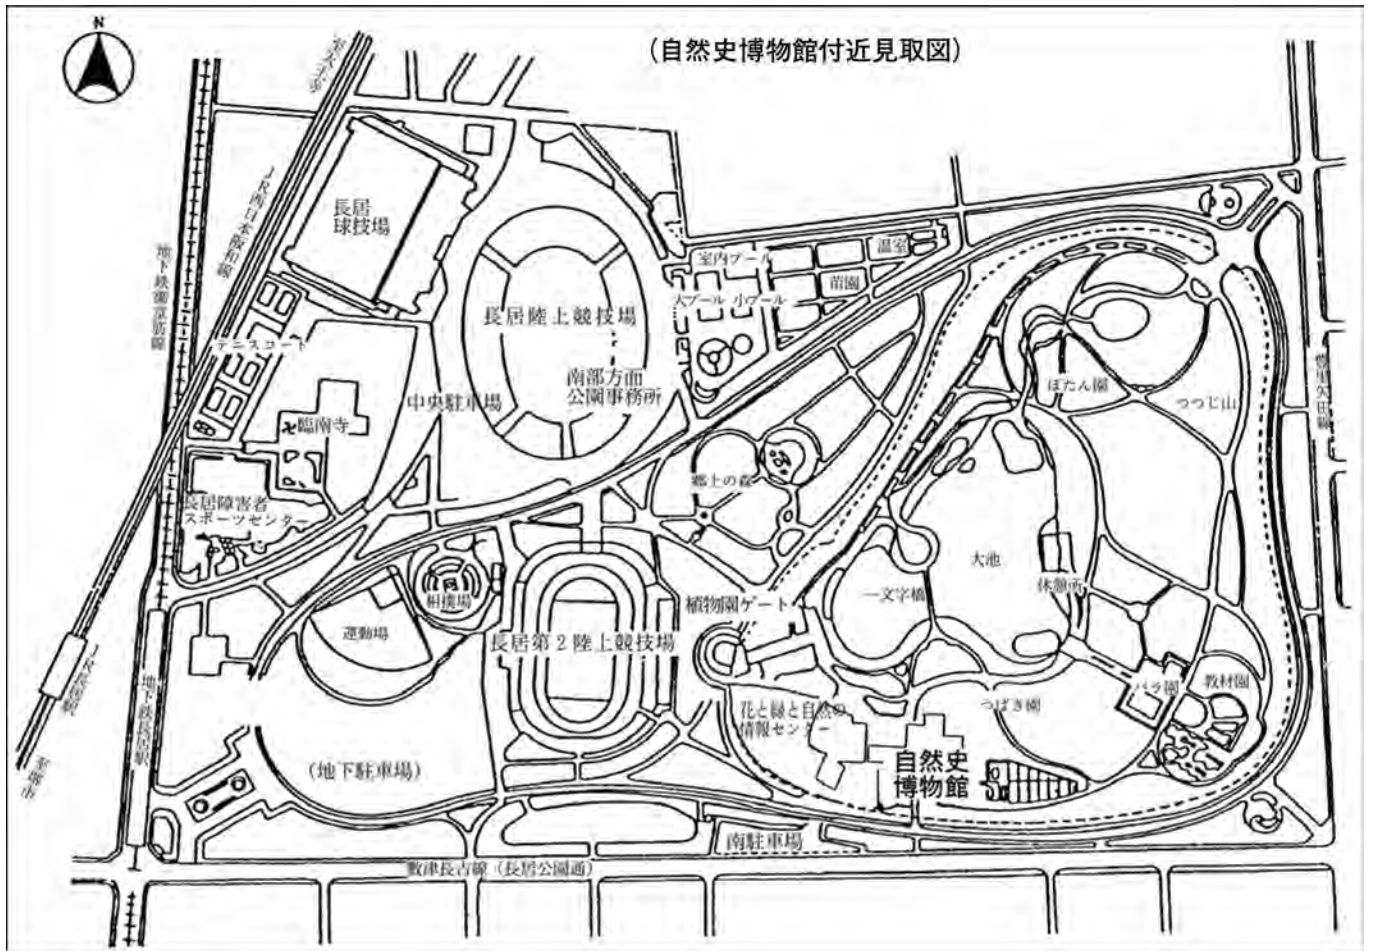 N
(自然史博物館付近見取図)
至天王寺
JR西日本阪和線
地下鉄御堂筋線
長居
球技場
室内プール
温室
苗園
大プール
小プール
長居陸上競技場
テニスコート
南部方面
公園事務所
中央駐車場
臨南寺
ぼたん園
つつじ山
豊里矢田線
郷土の森
長居障害者
スポーツセンター
大池
休憩所
一文字橋
相撲場
植物園ゲート
運動場
長居第2陸上競技場
JR長居駅
地下鉄長居駅
バラ園
教材園
つばき園
花と緑と自然の
情報センター
自然史
博物館
(地下駐車場)
至堺市
南駐車場
敷津長吉線(長居公園通)